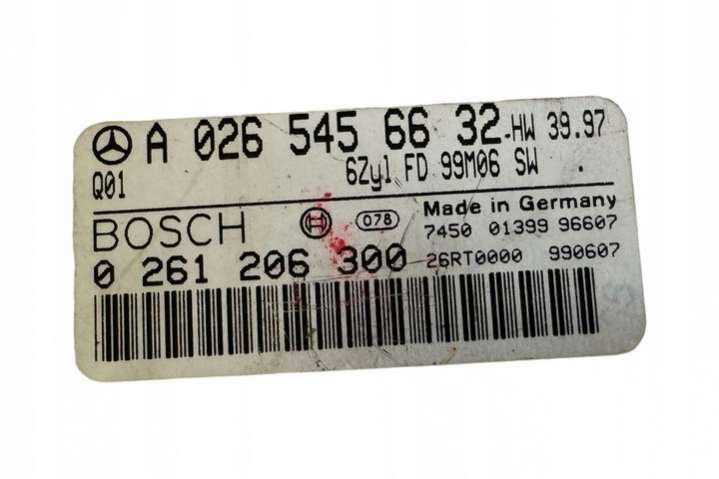 A 026 545 66 32 HW 39.97
Q01 6Zyl FD 99M06 SW .
BOSCH 078 Made in Germany
7450 01399 96607
0 261 206 300 26RT0000 990607